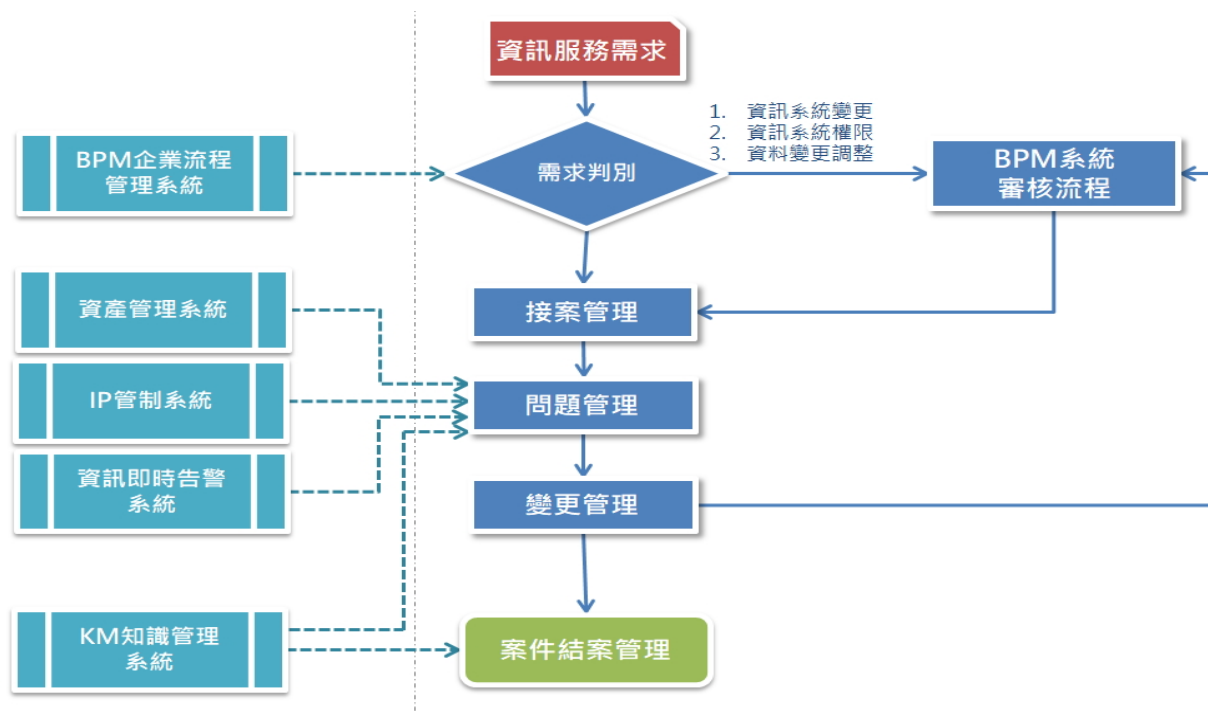 資訊服務需求
1. 資訊系統變更
2. 資訊系統權限
3. 資料變更調整
BPM企業流程
管理系統
需求判別
BPM系統
審核流程
資產管理系統
接案管理
IP管制系統
問題管理
資訊即時告警
系統
變更管理
KM知識管理
系統
案件結案管理